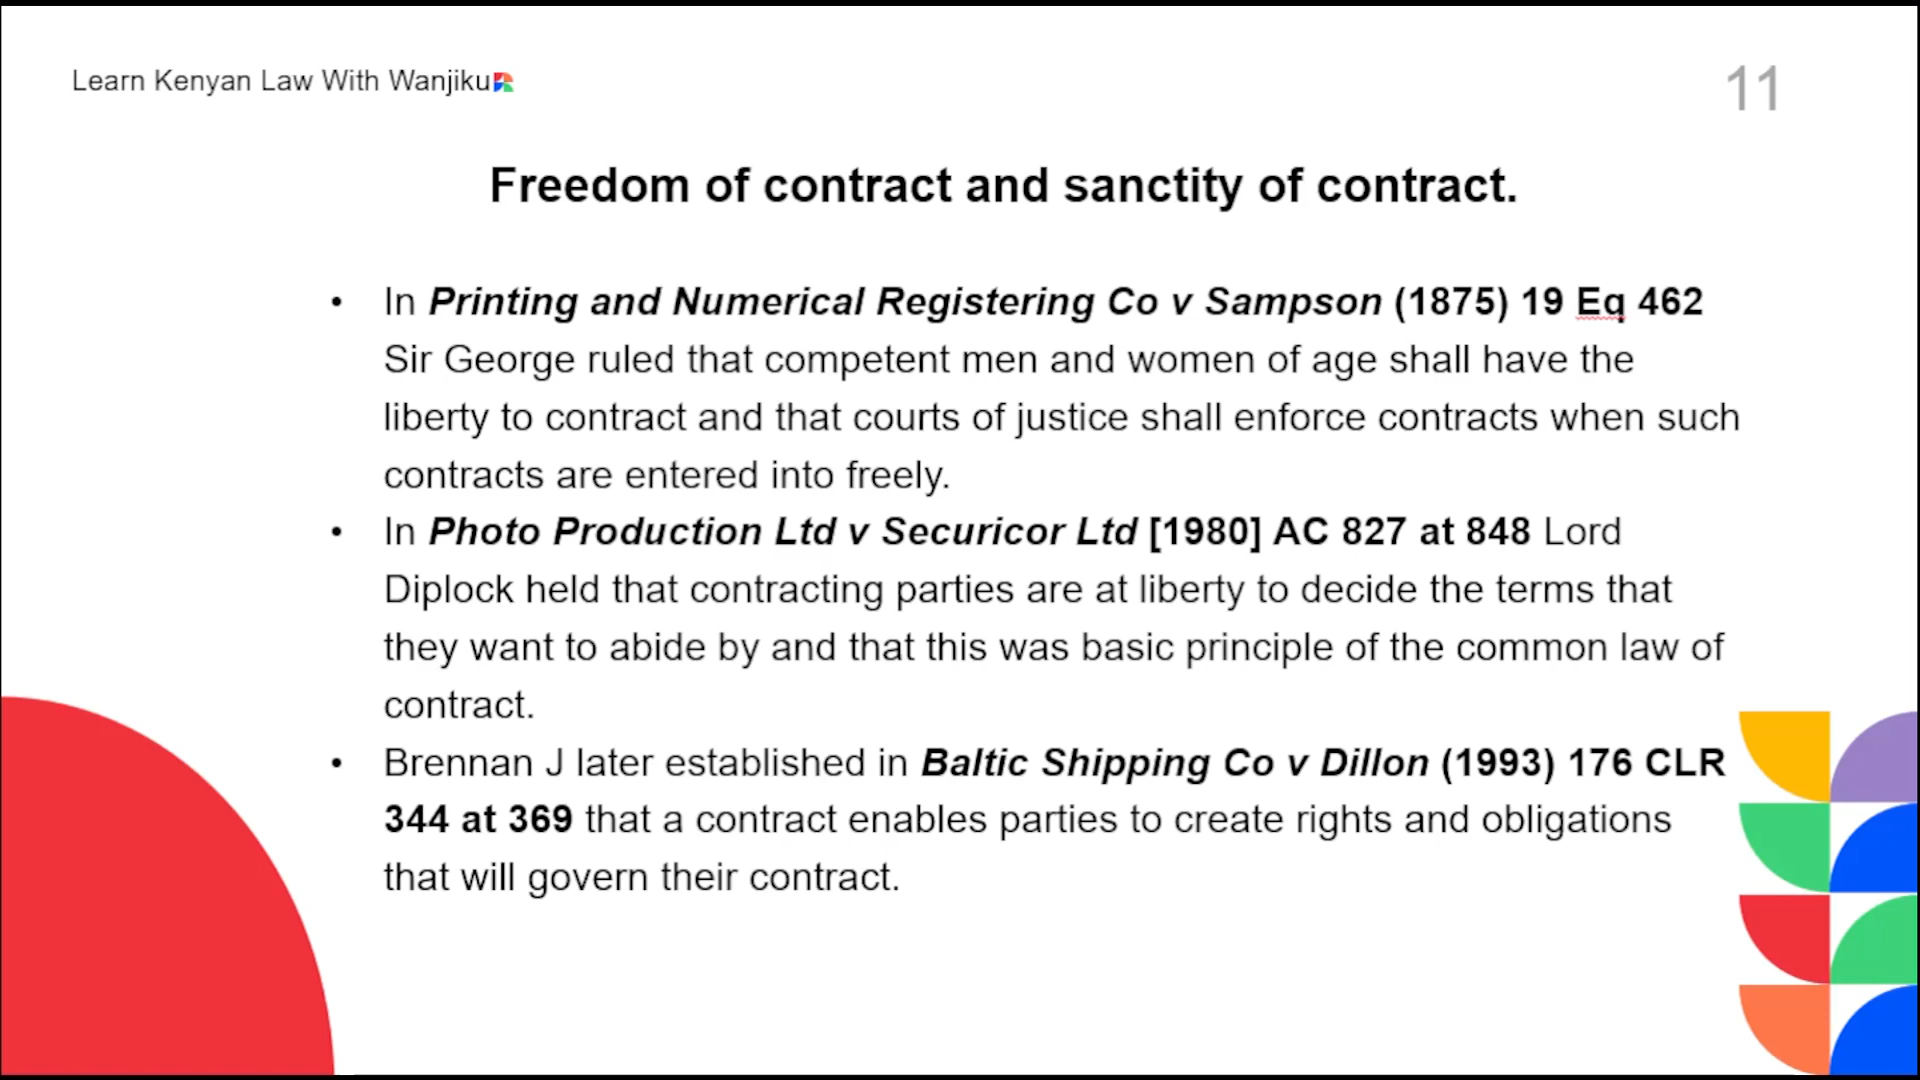 Learn Kenyan Law With Wanjiku
11
Freedom of contract and sanctity of contract.
• In Printing and Numerical Registering Co v Sampson (1875) 19 Eq 462
Sir George ruled that competent men and women of age shall have the
liberty to contract and that courts of justice shall enforce contracts when such
contracts are entered into freely.
• In Photo Production Ltd v Securicor Ltd [1980] AC 827 at 848 Lord
Diplock held that contracting parties are at liberty to decide the terms that
they want to abide by and that this was basic principle of the common law of
contract.
• Brennan J later established in Baltic Shipping Co v Dillon (1993) 176 CLR
344 at 369 that a contract enables parties to create rights and obligations
that will govern their contract.